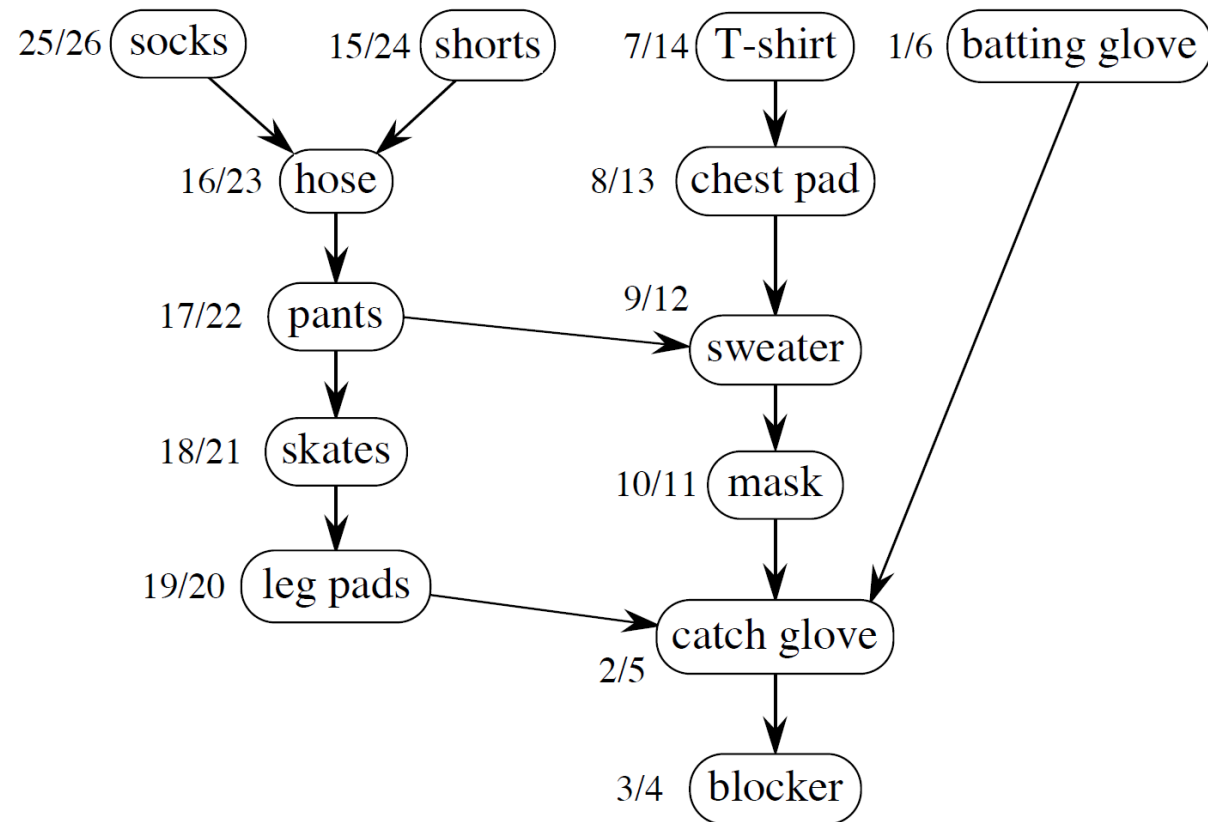 25/26 socks 15/24 shorts 7/14 T-shirt 1/6 batting glove
16/23 hose 8/13 chest pad
17/22 pants 9/12 sweater
18/21 skates 10/11 mask
19/20 leg pads catch glove
2/5
3/4 blocker